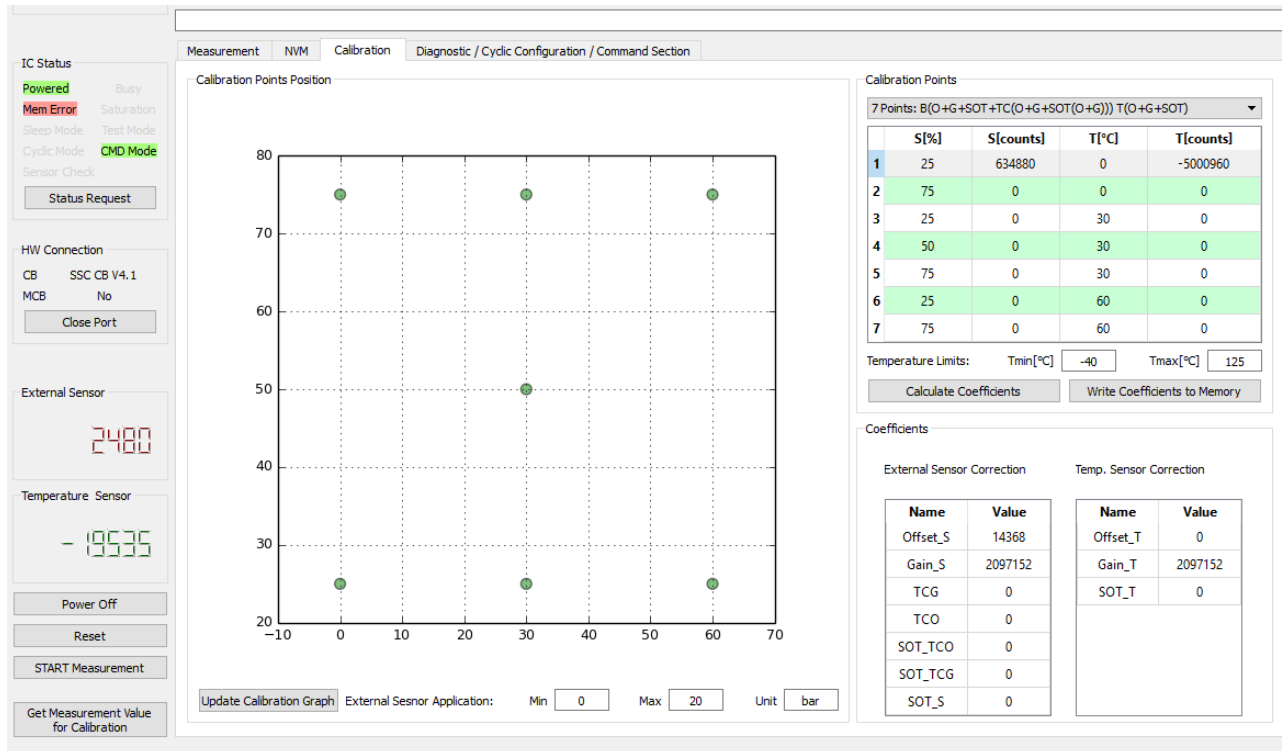 Measurement NVM Calibration Diagnostic / Cyclic Configuration / Command Section
IC Status
Powered Busy
Mem Error Saturation
Sleep Mode Test Mode
Cyclic Mode CMD Mode
Sensor Check
Status Request
HW Connection
CB SSC CB V4.1
MCB No
Close Port
External Sensor
2480
Temperature Sensor
-19535
Power Off
Reset
START Measurement
Get Measurement Value
for Calibration
Calibration Points Position
80
70
60
50
40
30
20
-10 0 10 20 30 40 50 60 70
Update Calibration Graph External Sesnor Application: Min 0 Max 20 Unit bar
Calibration Points
7 Points: B(O+G+SOT+TC(O+G+SOT(O+G))) T(O+G+SOT)
S[%] S[counts] T[°C] T[counts]
1 25 634880 0 -5000960
2 75 0 0 0
3 25 0 30 0
4 50 0 30 0
5 75 0 30 0
6 25 0 60 0
7 75 0 60 0
Temperature Limits: Tmin[°C] -40 Tmax[°C] 125
Calculate Coefficients Write Coefficients to Memory
Coefficients
External Sensor Correction
Name Value
Offset_S 14368
Gain_S 2097152
TCG 0
TCO 0
SOT_TCO 0
SOT_TCG 0
SOT_S 0
Temp. Sensor Correction
Name Value
Offset_T 0
Gain_T 2097152
SOT_T 0